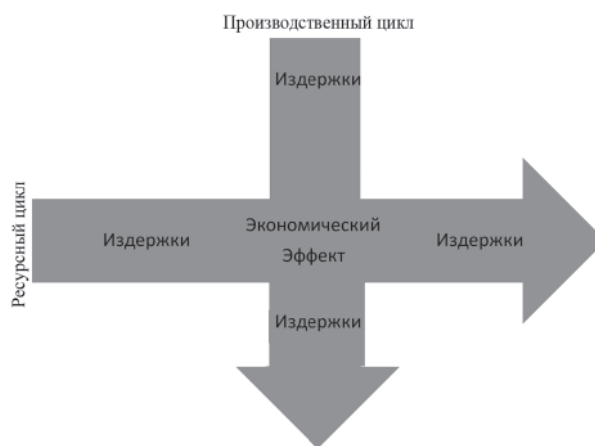 Производственный цикл
Издержки
Ресурсный цикл
Издержки
Экономический
Эффект
Издержки
Издержки